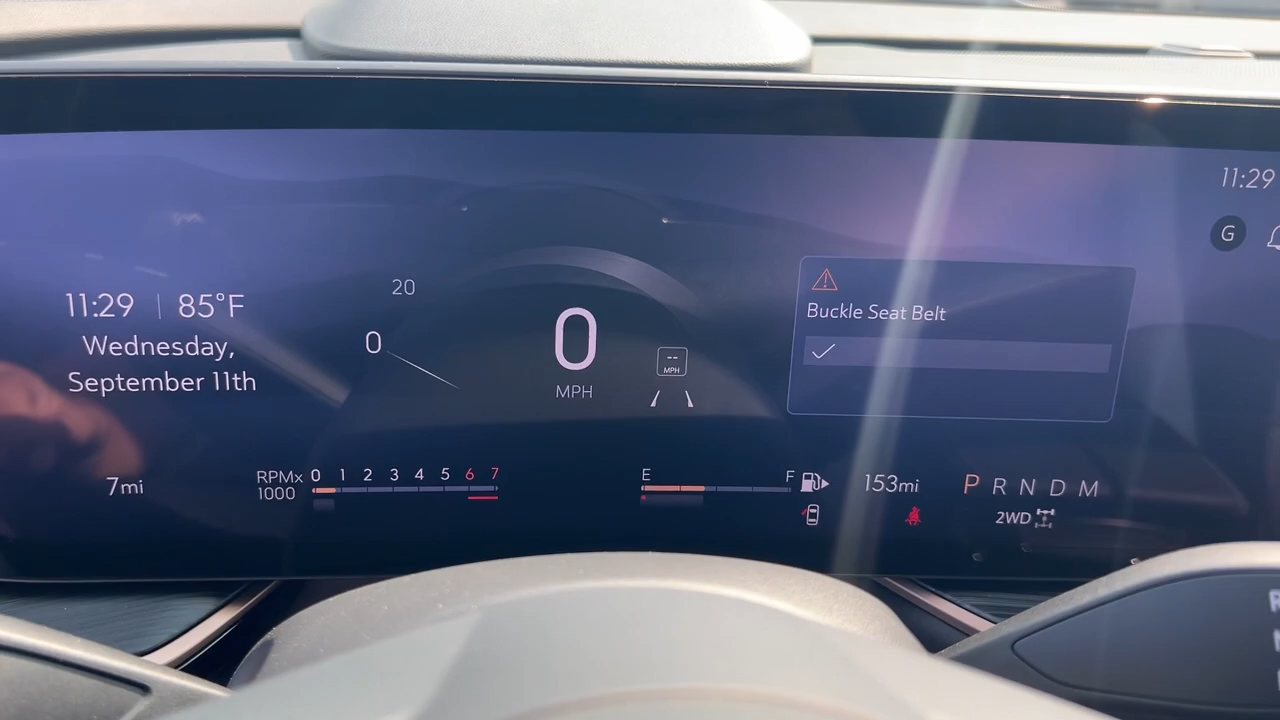 11:29
G
11:29 | 85°F
Wednesday,
September 11th
20
0
0
MPH
--
MPH
Buckle Seat Belt
7mi
RPMx
1000
0 1 2 3 4 5 6 7
E F
153mi
P R N D M
2WD